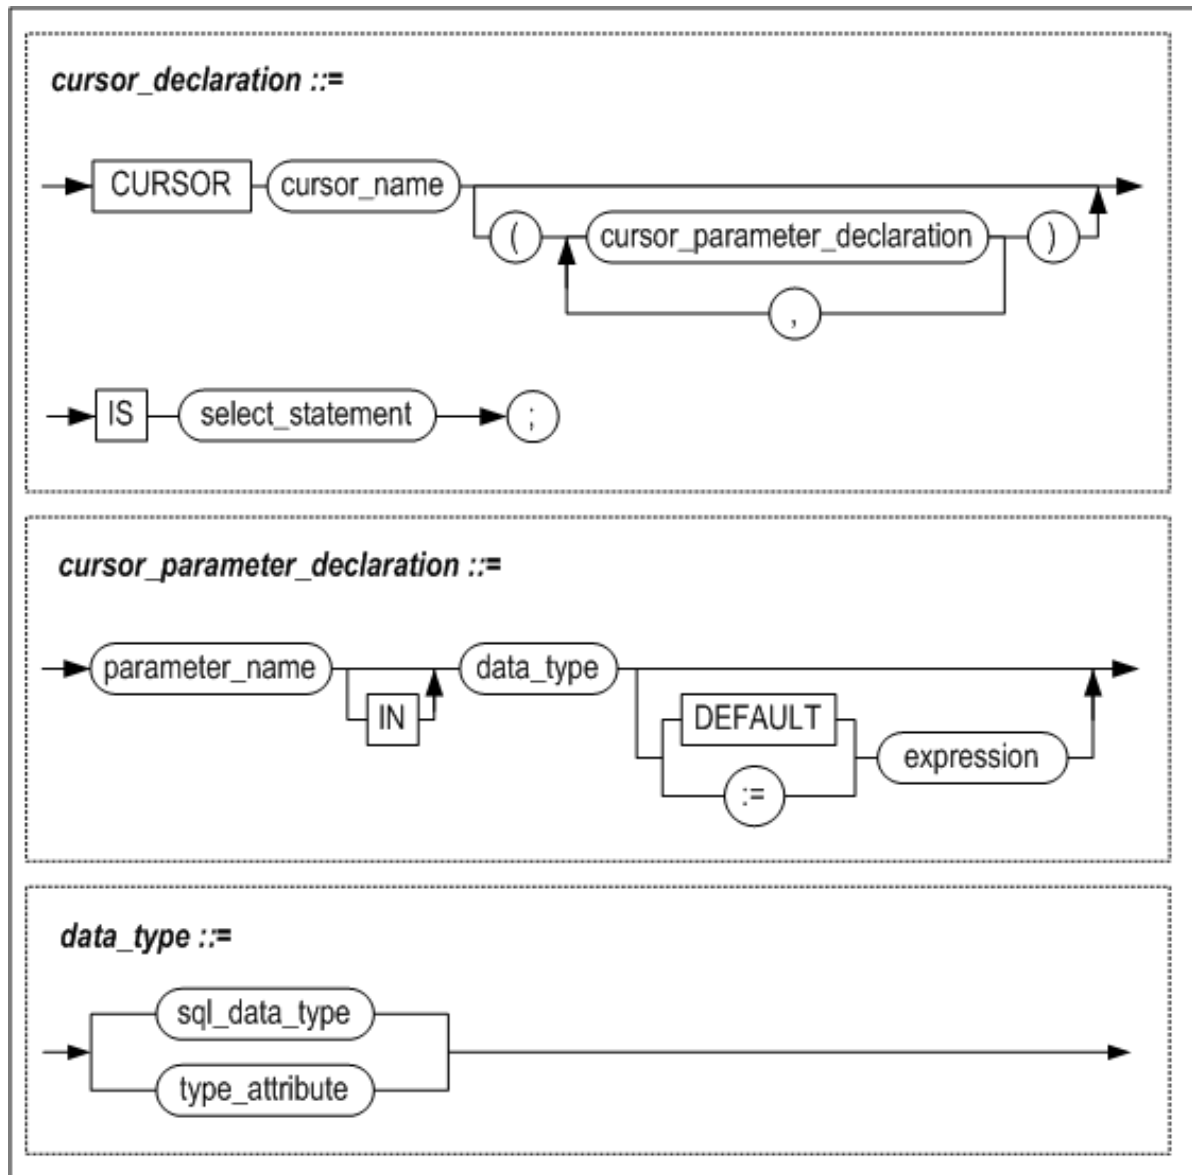 cursor_declaration ::=
CURSOR cursor_name
( cursor_parameter_declaration )
,
IS select_statement ;
cursor_parameter_declaration ::=
parameter_name data_type
IN DEFAULT
expression
:=
data_type ::=
sql_data_type
type_attribute